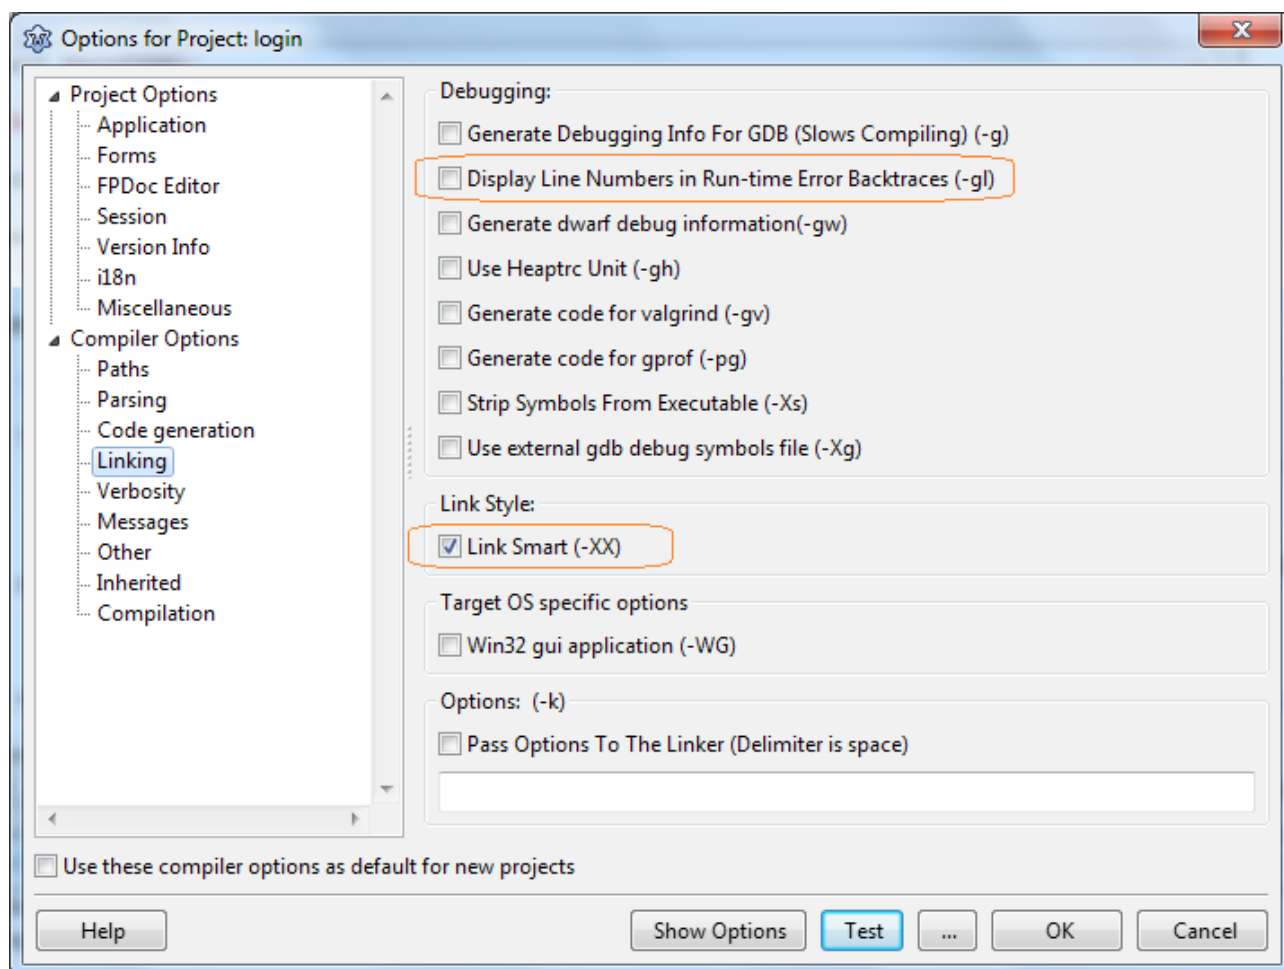 Options for Project: login
x
Project Options
Application
Forms
FPDoc Editor
Session
Version Info
i18n
Miscellaneous
Compiler Options
Paths
Parsing
Code generation
Linking
Verbosity
Messages
Other
Inherited
Compilation
Debugging:
Generate Debugging Info For GDB (Slows Compiling) (-g)
Display Line Numbers in Run-time Error Backtraces (-gl)
Generate dwarf debug information(-gw)
Use Heaptrc Unit (-gh)
Generate code for valgrind (-gv)
Generate code for gprof (-pg)
Strip Symbols From Executable (-Xs)
Use external gdb debug symbols file (-Xg)
Link Style:
Link Smart (-XX)
Target OS specific options
Win32 gui application (-WG)
Options: (-k)
Pass Options To The Linker (Delimiter is space)
Use these compiler options as default for new projects
Help
Show Options
Test
...
OK
Cancel